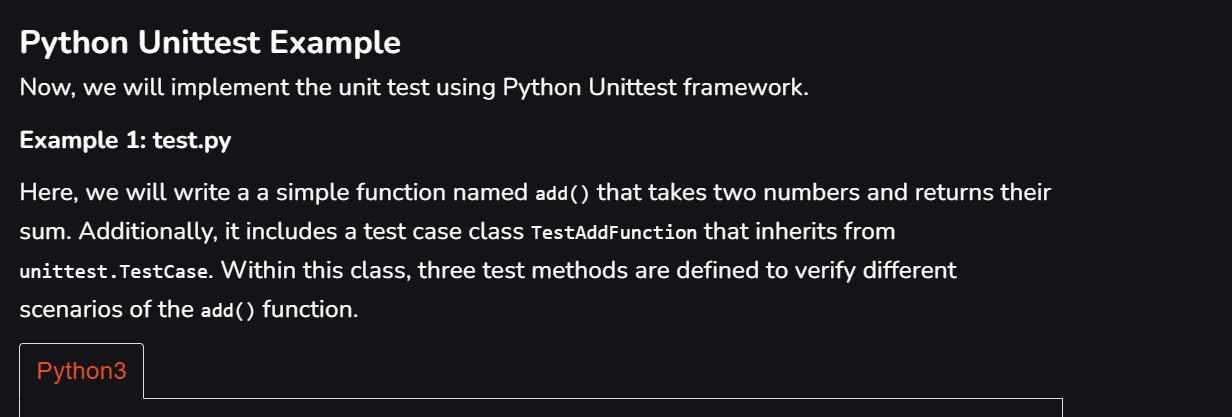 Python Unittest Example
Now, we will implement the unit test using Python Unittest framework.
Example 1: test.py
Here, we will write a a simple function named add() that takes two numbers and returns their
sum. Additionally, it includes a test case class TestAddFunction that inherits from
unittest.TestCase. Within this class, three test methods are defined to verify different
scenarios of the add() function.
Python3